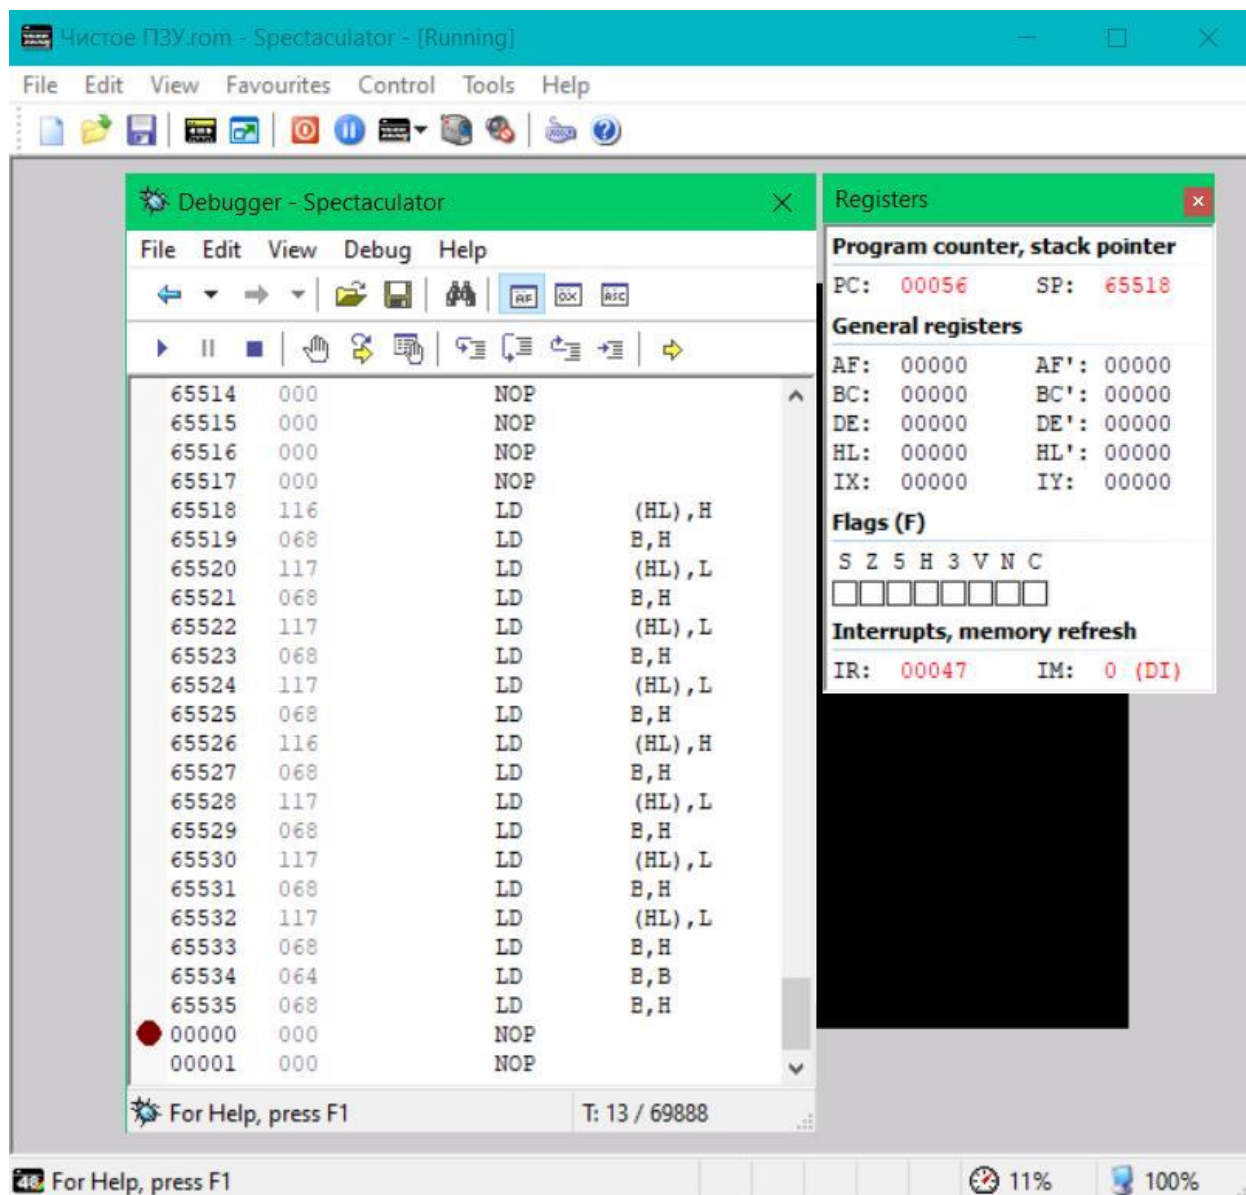 Чистое ПЗУ.rom - Spectaculator - [Running]
File Edit View Favourites Control Tools Help
Debugger - Spectaculator
File Edit View Debug Help
65514 000 NOP
65515 000 NOP
65516 000 NOP
65517 000 NOP
65518 116 LD (HL),H
65519 068 LD B,H
65520 117 LD (HL),L
65521 068 LD B,H
65522 117 LD (HL),L
65523 068 LD B,H
65524 117 LD (HL),L
65525 068 LD B,H
65526 116 LD (HL),H
65527 068 LD B,H
65528 117 LD (HL),L
65529 068 LD B,H
65530 117 LD (HL),L
65531 068 LD B,H
65532 117 LD (HL),L
65533 068 LD B,H
65534 064 LD B,B
65535 068 LD B,H
00000 000 NOP
00001 000 NOP
For Help, press F1 T: 13 / 69888
Registers
Program counter, stack pointer
PC: 00056 SP: 65518
General registers
AF: 00000 AF': 00000
BC: 00000 BC': 00000
DE: 00000 DE': 00000
HL: 00000 HL': 00000
IX: 00000 IY: 00000
Flags (F)
S Z 5 H 3 V N C
Interrupts, memory refresh
IR: 00047 IM: 0 (DI)
48 For Help, press F1 11% 100%